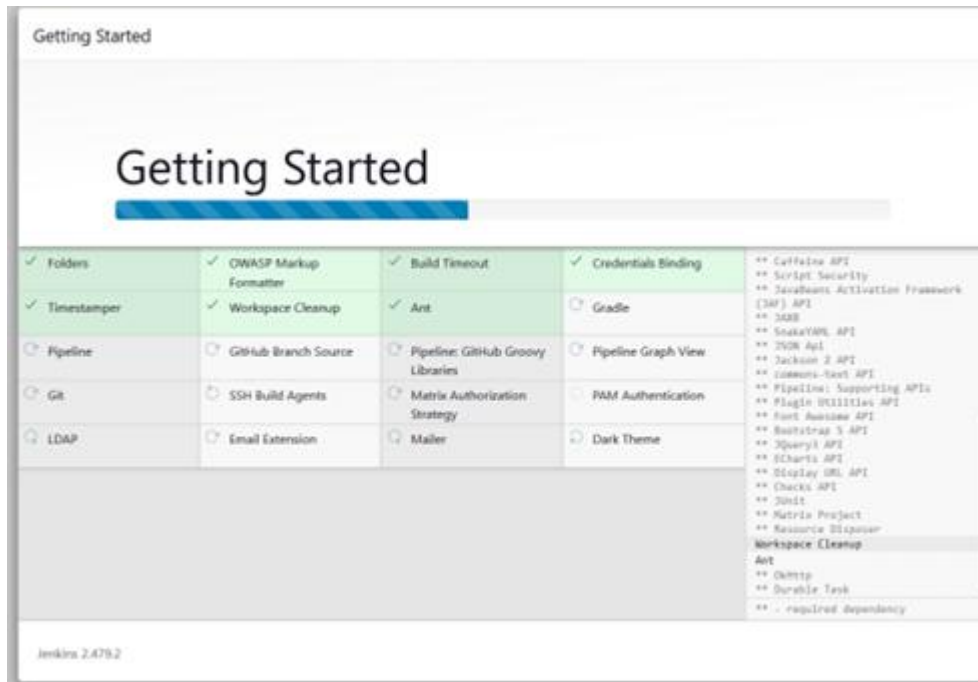 Getting Started
Getting Started
Folders
OWASP Markup
Formatter
Build Timeout
Credentials Binding
Timestamper
Workspace Cleanup
Ant
Gradle
Pipeline
GitHub Branch Source
Pipeline: GitHub Groovy
Libraries
Pipeline Graph View
Git
SSH Build Agents
Matrix Authorization
Strategy
PAM Authentication
LDAP
Email Extension
Mailer
Dark Theme
** Caffeine API
** Script Security
** JavaBeans Activation Framework
(JAF) API
** JAXB
** SnakeYAML API
** JSON Api
** Jackson 2 API
** commons-text API
** Pipeline: Supporting APIs
** Plugin Utilities API
** Font Awesome API
** Bootstrap 5 API
** JQuery3 API
** ECharts API
** Display URL API
** Checks API
** JUnit
** Matrix Project
** Resource Disposer
Workspace Cleanup
Ant
** OkHttp
** Durable Task
** - required dependency
Jenkins 2.479.2